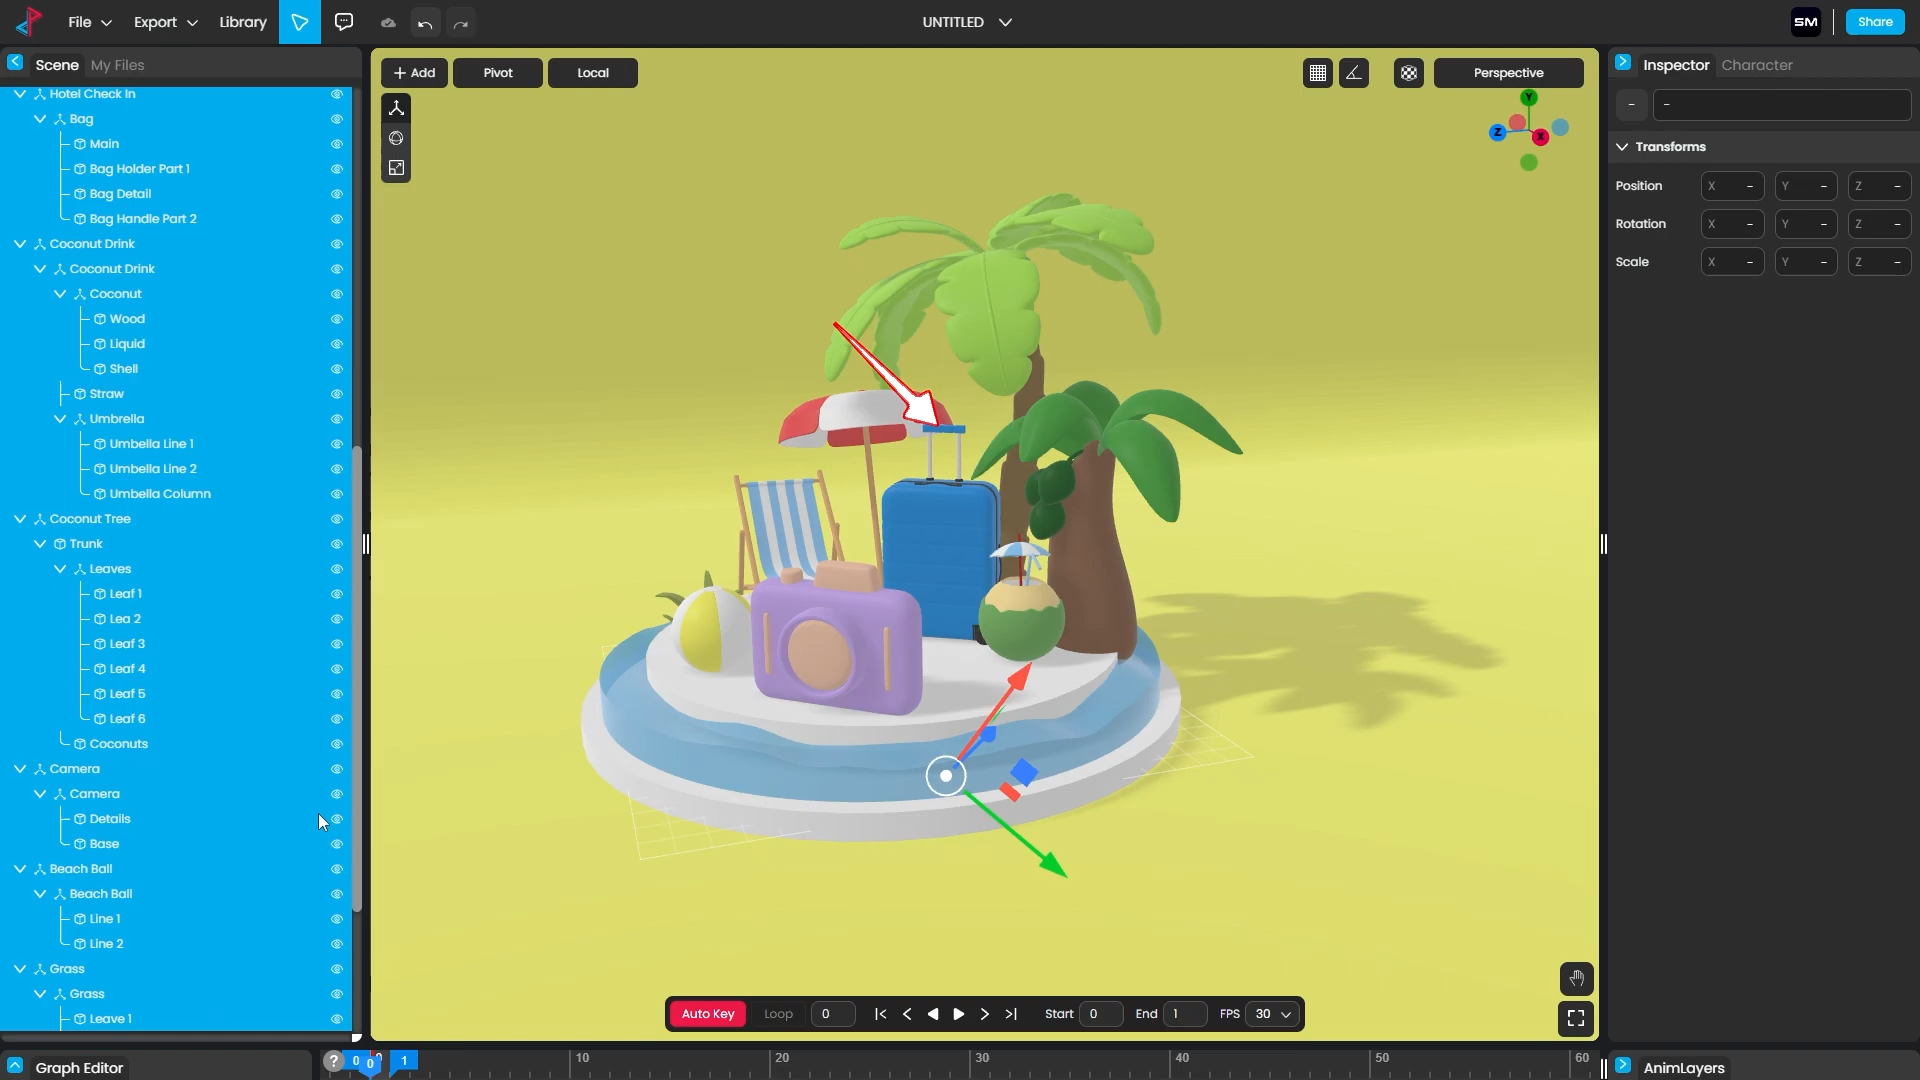 File
Export
Library
UNTITLED
SM
Share
Scene
My Files
Hotel Check In
Bag
Main
Bag Holder Part 1
Bag Detail
Bag Handle Part 2
Coconut Drink
Coconut Drink
Coconut
Wood
Liquid
Shell
Straw
Umbrella
Umbella Line 1
Umbella Line 2
Umbella Column
Coconut Tree
Trunk
Leaves
Leaf 1
Lea 2
Leaf 3
Leaf 4
Leaf 5
Leaf 6
Coconuts
Camera
Camera
Details
Base
Beach Ball
Beach Ball
Line 1
Line 2
Grass
Grass
Leave 1
+ Add
Pivot
Local
Perspective
Y
Z
X
Auto Key
Loop
0
Start
0
End
1
FPS
30
Inspector
Character
-
-
Transforms
Position X - Y - Z -
Rotation X - Y - Z -
Scale X - Y - Z -
Graph Editor
?
0
0
1
10
20
30
40
50
60
AnimLayers